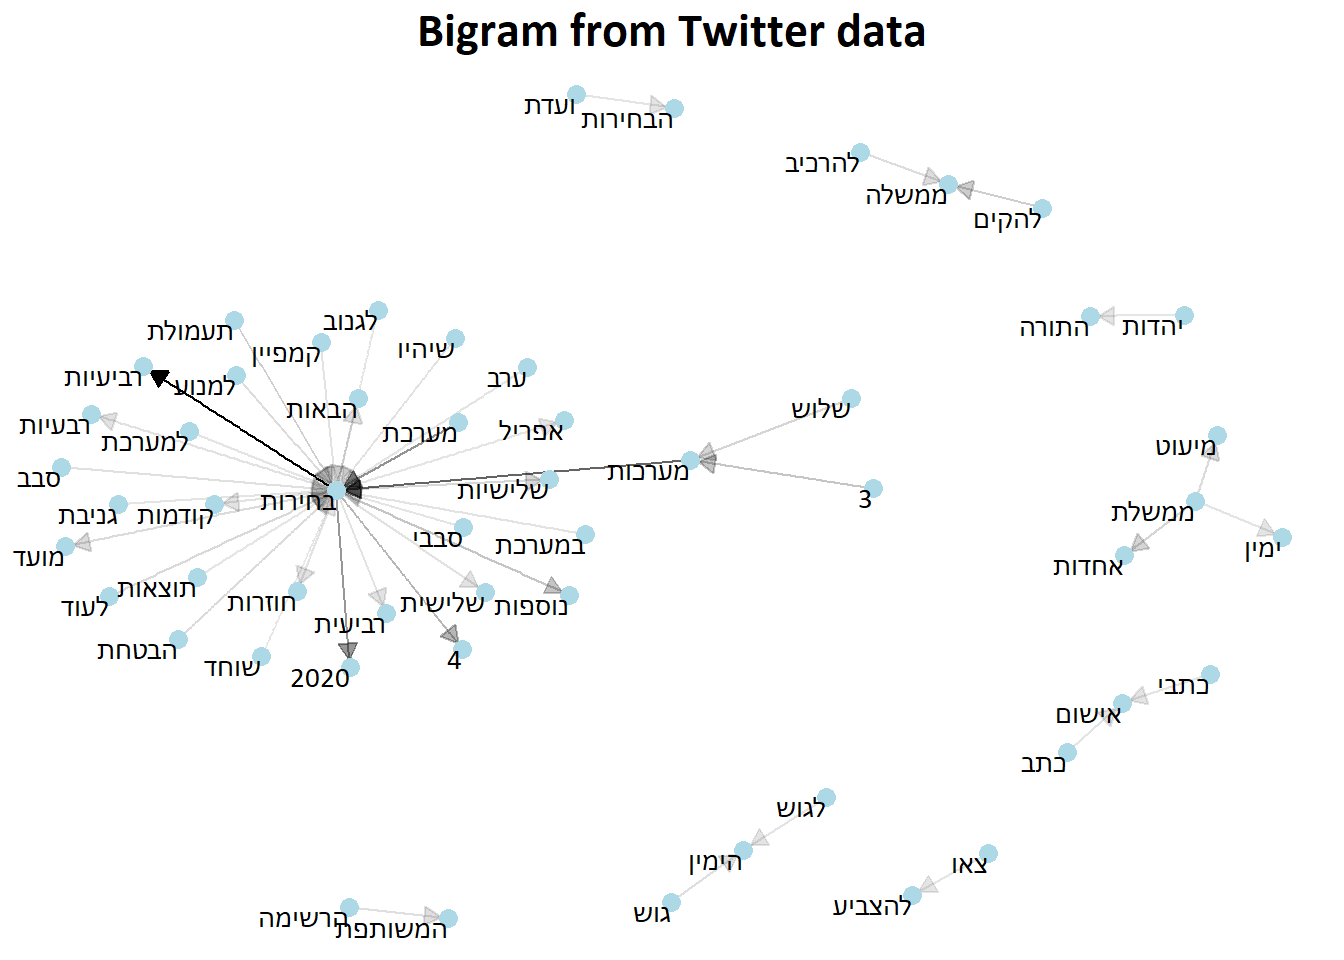 Bigram from Twitter data
ועדת
הבחירות
להרכיב
ממשלה
להקים
התורה
יהדות
לגנוב
תעמולת
קמפיין
שיהיו
רביעיות
למנוע
ערב
הבאות
שלוש
רבעיות
למערכת
מערכת
אפריל
מיעוט
סבב
מערכות
בחירות
שלישיות
3
גניבת
קודמות
ממשלת
מועד
סבבי
במערכת
ימין
אחדות
תוצאות
לעוד
חוזרות
שלישית
נוספות
רביעית
הבטחת
שוחד
4
2020
כתבי
אישום
כתב
לגוש
הימין
צאו
גוש
להצביע
הרשימה
המשותפת